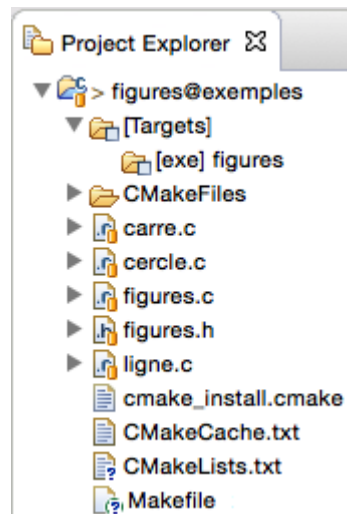 Project Explorer
> figures@exemples
[Targets]
[exe] figures
CMakeFiles
carre.c
cercle.c
figures.c
figures.h
ligne.c
cmake_install.cmake
CMakeCache.txt
CMakeLists.txt
Makefile